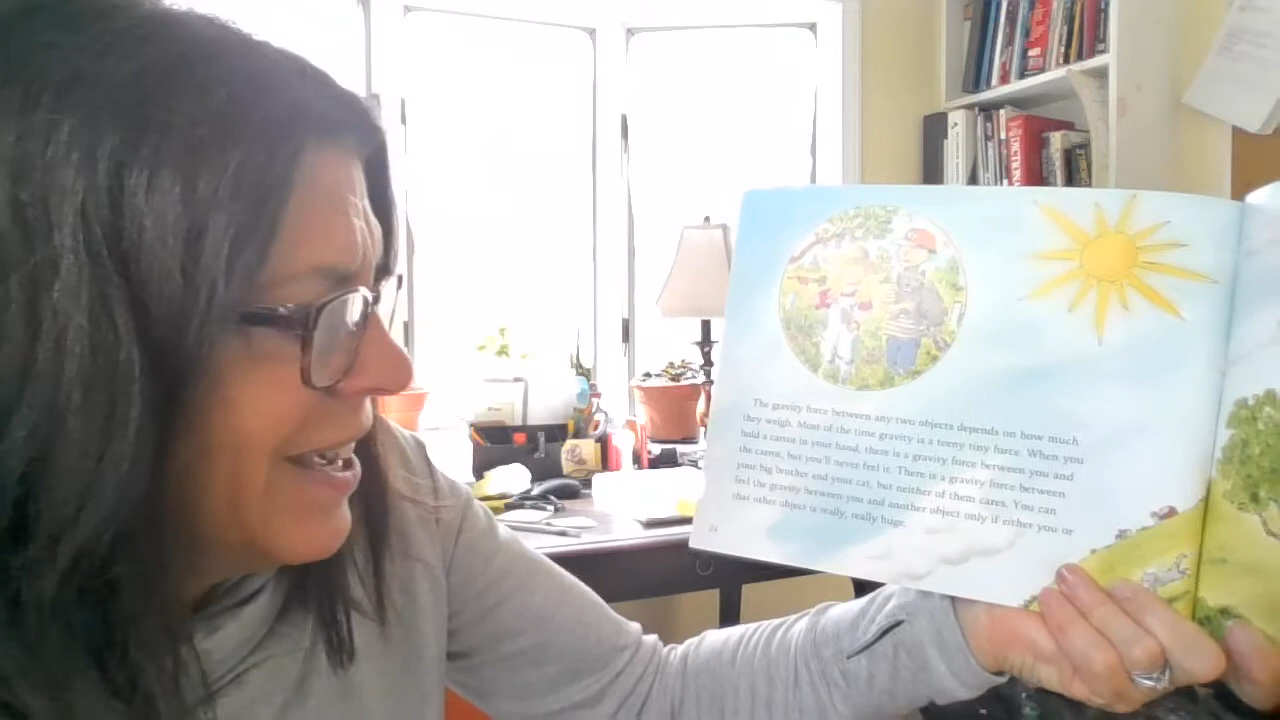 DICTIONA
The gravity force between any two objects depends on how much
they weigh. Most of the time gravity is a teeny tiny force. When you
hold a carrot in your hand, there is a gravity force between you and
the carrot, but you'll never feel it. There is a gravity force between
your big brother and your cat, but neither of them cares. You can
feel the gravity between you and another object only if either you or
that other object is really, really huge.
24